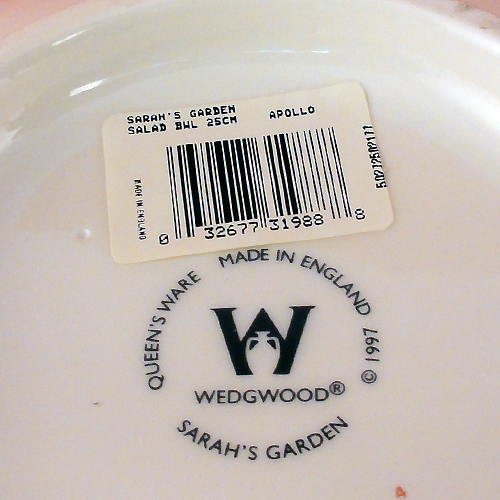 SARAH'S GARDEN APOLLO
SALAD BWL 25CM
MADE IN ENGLAND
0 32677 31988 8
QUEEN'S WARE MADE IN ENGLAND © 1997
W
WEDGWOOD®
SARAH'S GARDEN